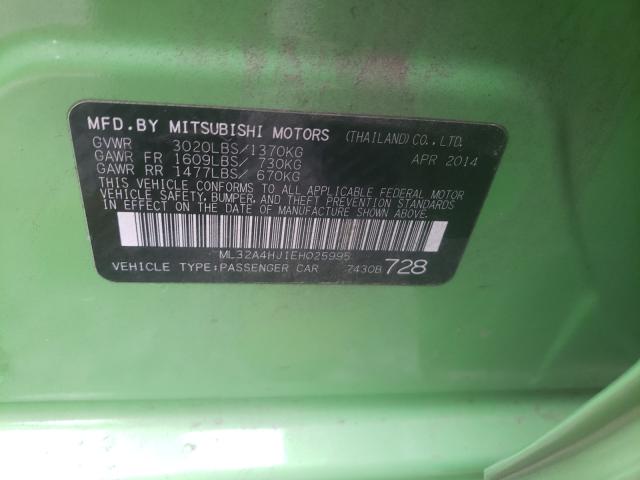 MFD.BY MITSUBISHI MOTORS (THAILAND) CO., LTD.
GVWR 3020LBS/1370KG APR 2014
GAWR FR 1609LBS/ 730KG
GAWR RR 1477LBS/ 670KG
THIS VEHICLE CONFORMS TO ALL APPLICABLE FEDERAL MOTOR
VEHICLE SAFETY, BUMPER, AND THEFT PREVENTION STANDARDS
IN EFFECT ON THE DATE OF MANUFACTURE SHOWN ABOVE.
ML32A4HJ1EH025995
VEHICLE TYPE:PASSENGER CAR 7430B 728